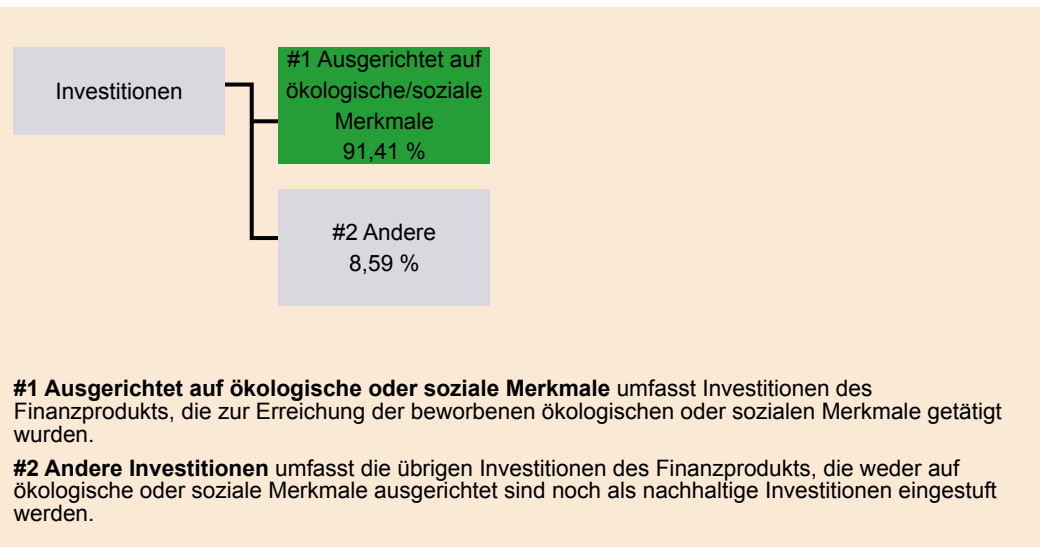 Investitionen
#1 Ausgerichtet auf
ökologische/soziale
Merkmale
91,41 %
#2 Andere
8,59 %
#1 Ausgerichtet auf ökologische oder soziale Merkmale umfasst Investitionen des
Finanzprodukts, die zur Erreichung der beworbenen ökologischen oder sozialen Merkmale getätigt
wurden.
#2 Andere Investitionen umfasst die übrigen Investitionen des Finanzprodukts, die weder auf
ökologische oder soziale Merkmale ausgerichtet sind noch als nachhaltige Investitionen eingestuft
werden.